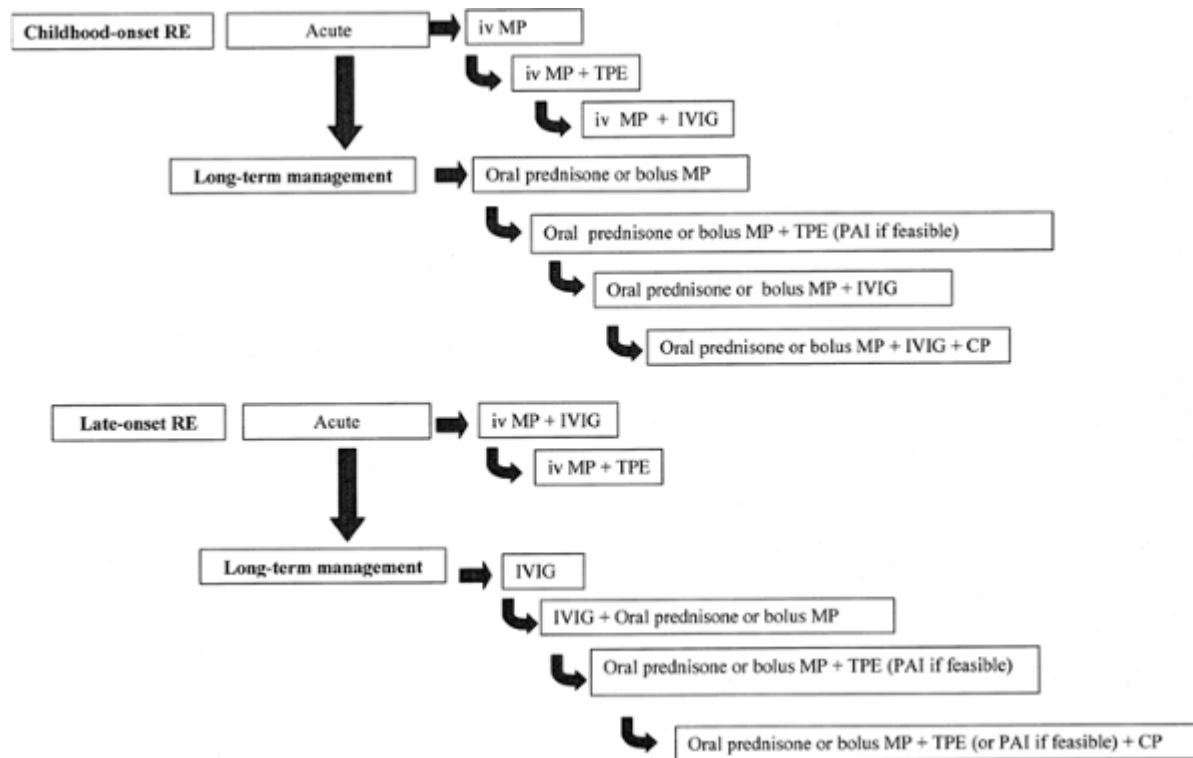 Childhood-onset RE
Acute
iv MP
iv MP + TPE
iv MP + IVIG
Long-term management
Oral prednisone or bolus MP
Oral prednisone or bolus MP + TPE (PAI if feasible)
Oral prednisone or bolus MP + IVIG
Oral prednisone or bolus MP + IVIG + CP
Late-onset RE
Acute
iv MP + IVIG
iv MP + TPE
Long-term management
IVIG
IVIG + Oral prednisone or bolus MP
Oral prednisone or bolus MP + TPE (PAI if feasible)
Oral prednisone or bolus MP + TPE (or PAI if feasible) + CP